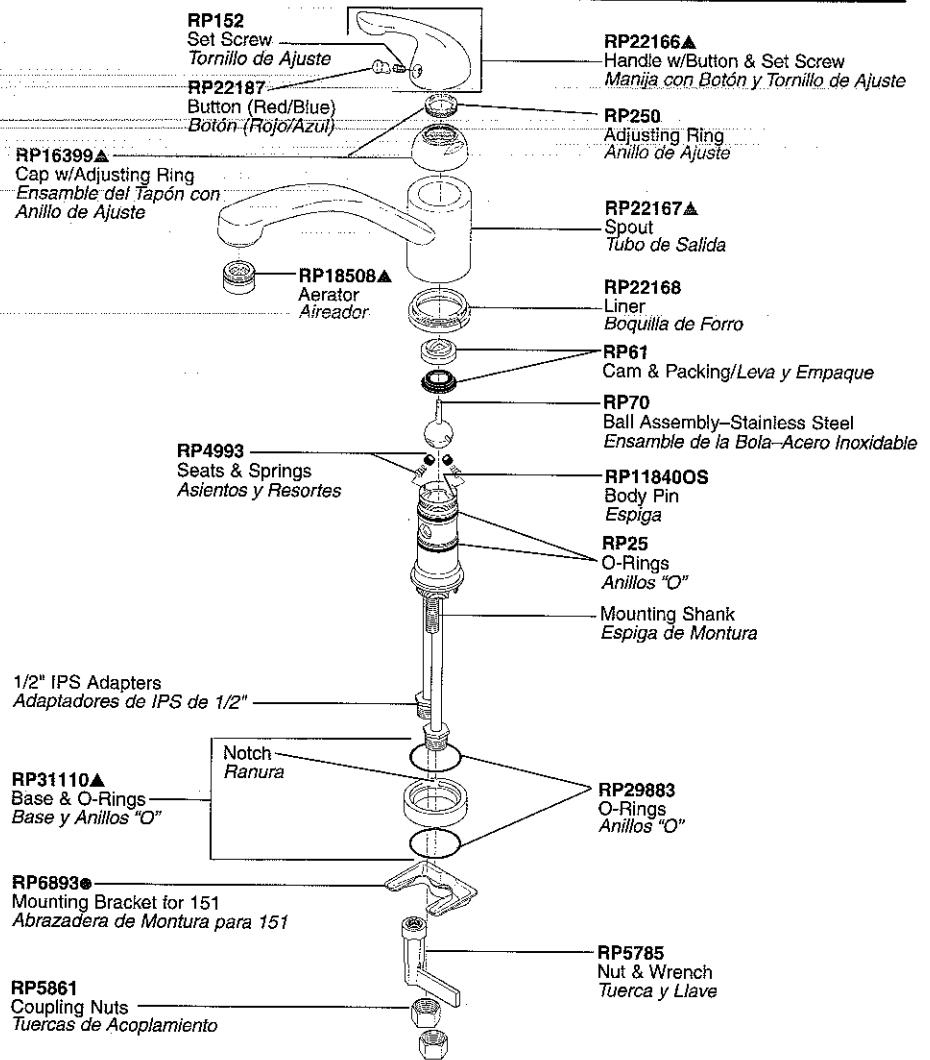 RP152
Set Screw
Tornillo de Ajuste
RP22187
Button (Red/Blue)
Botón (Rojo/Azul)
RP16399▲
Cap w/Adjusting Ring
Ensamble del Tapón con
Anillo de Ajuste
RP22166▲
Handle w/Button & Set Screw
Manija con Botón y Tornillo de Ajuste
RP250
Adjusting Ring
Anillo de Ajuste
RP22167▲
Spout
Tubo de Salida
RP18508▲
Aerator
Aireador
RP22168
Liner
Boquilla de Forro
RP61
Cam & Packing/Leva y Empaque
RP70
Ball Assembly–Stainless Steel
Ensamble de la Bola–Acero Inoxidable
RP4993
Seats & Springs
Asientos y Resortes
RP11840OS
Body Pin
Espiga
RP25
O-Rings
Anillos "O"
Mounting Shank
Espiga de Montura
1/2" IPS Adapters
Adaptadores de IPS de 1/2"
Notch
Ranura
RP31110▲
Base & O-Rings
Base y Anillos "O"
RP29883
O-Rings
Anillos "O"
RP6893●
Mounting Bracket for 151
Abrazadera de Montura para 151
RP5785
Nut & Wrench
Tuerca y Llave
RP5861
Coupling Nuts
Tuercas de Acoplamiento